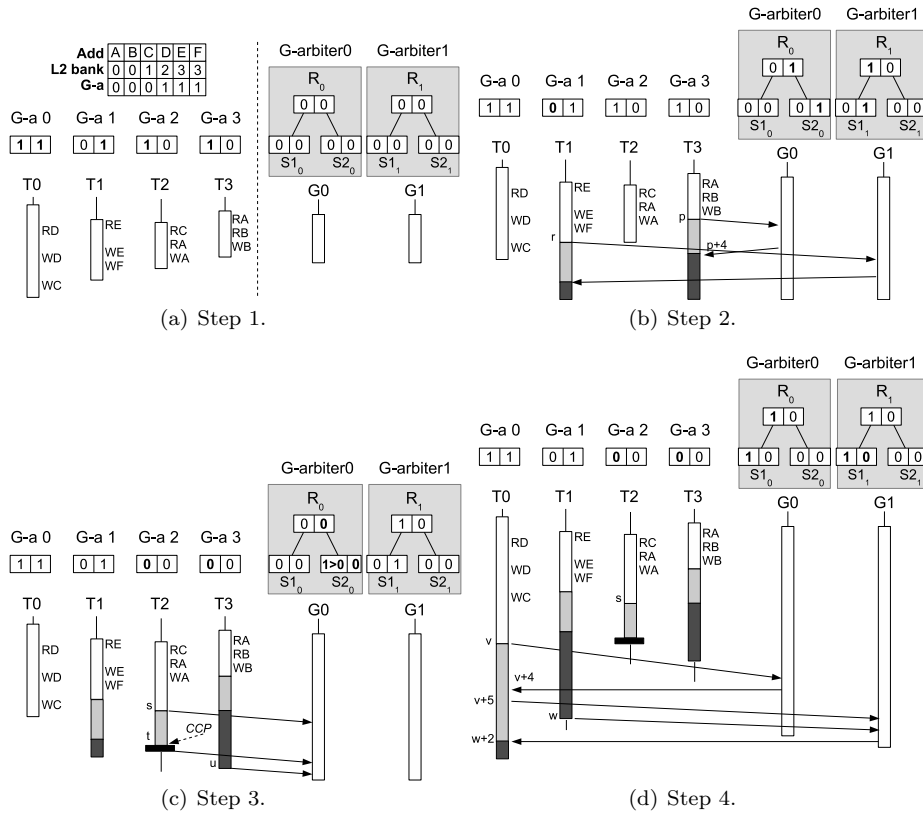 Add A B C D E F
L2 bank 0 0 1 2 3 3
G-a 0 0 0 1 1 1
G-a 0 G-a 1 G-a 2 G-a 3
1 1 0 1 1 0 1 0
T0 T1 T2 T3
RD
WD
WC
RE
WE
WF
RC
RA
WA
RA
RB
WB
G-arbiter0 G-arbiter1
R0 R1
0 0 0 0
0 0 0 0 0 0 0 0
S10 S20 S11 S21
G0 G1
(a) Step 1.
G-arbiter0 G-arbiter1
R0 R1
0 1 1 0
G-a 0 G-a 1 G-a 2 G-a 3
1 1 0 1 1 0 1 0
0 0 0 1 0 1 0 0
S10 S20 S11 S21
T0 T1 T2 T3 G0 G1
RD
WD
WC
RE
WE
WF
r
RC
RA
WA
RA
RB
WB
p
p+4
(b) Step 2.
G-arbiter0 G-arbiter1
R0 R1
0 0 1 0
G-a 0 G-a 1 G-a 2 G-a 3
1 1 0 1 0 0 0 0
0 0 1>0 0 0 1 0 0
S10 S20 S11 S21
T0 T1 T2 T3 G0 G1
RD
WD
WC
RE
WE
WF
RC
RA
WA
s
t
CCP
RA
RB
WB
u
(c) Step 3.
G-arbiter0 G-arbiter1
R0 R1
1 0 1 0
G-a 0 G-a 1 G-a 2 G-a 3
1 1 0 1 0 0 0 0
1 0 0 0 1 0 0 0
S10 S20 S11 S21
T0 T1 T2 T3 G0 G1
RD
WD
WC
RE
WE
WF
RC
RA
WA
s
RA
RB
WB
v
v+4
v+5
w
w+2
(d) Step 4.